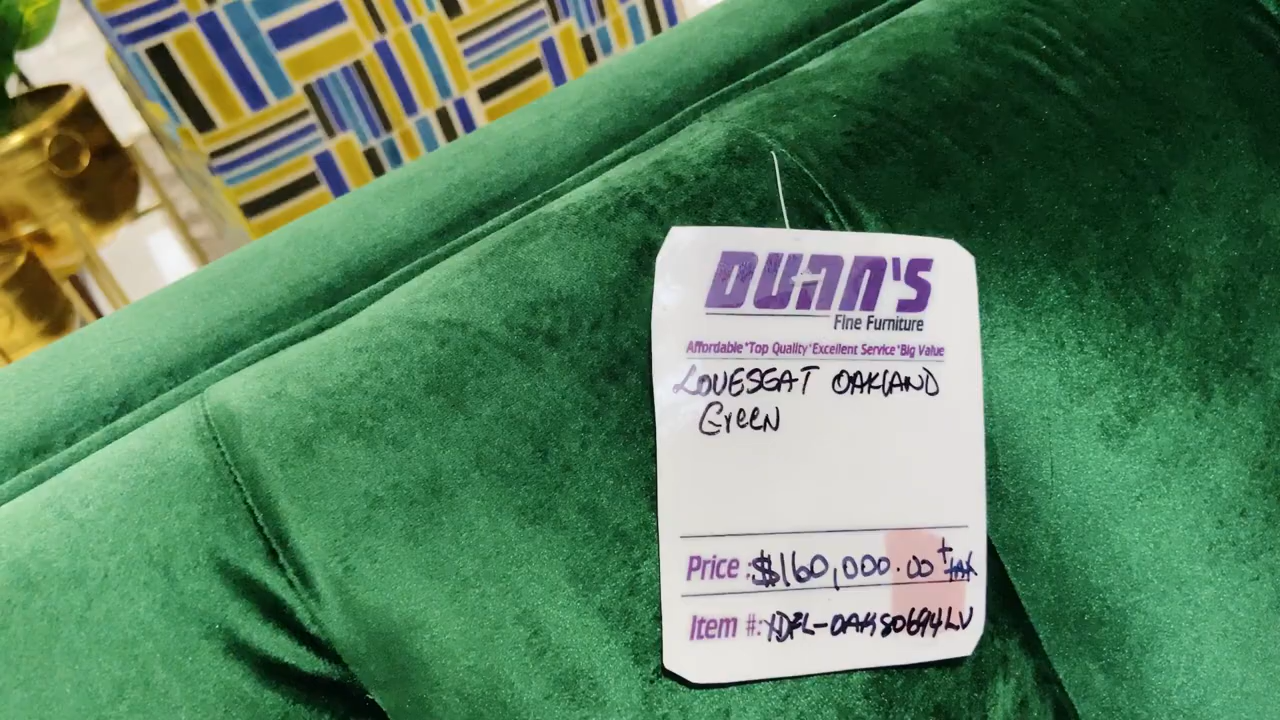 DUNN'S
Fine Furniture
Affordable*Top Quality*Excellent Service*Big Value
LOVESEAT OAKLAND
Green
Price : $160,000.00 + tax
Item #: YDFL-OAKS0694LV